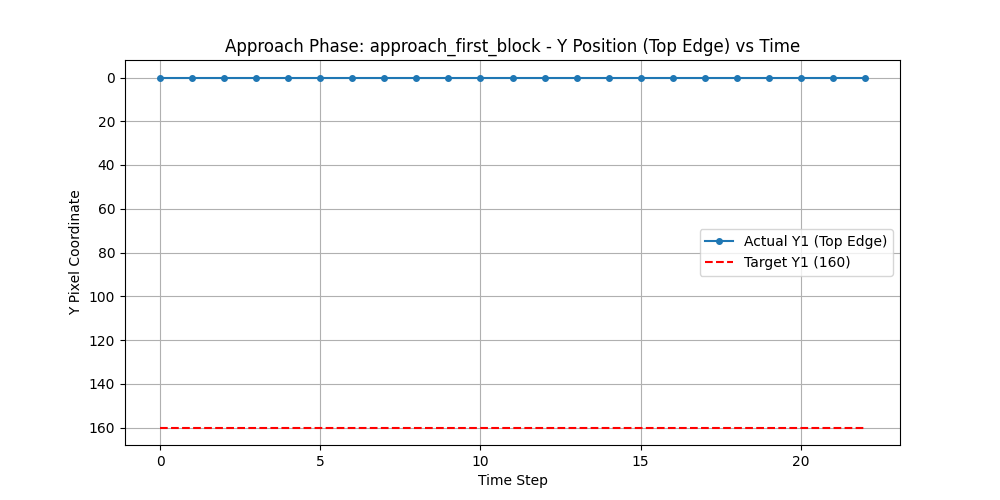 Approach Phase: approach_first_block - Y Position (Top Edge) vs Time
0
20
40
60
80
100
120
140
160
Y Pixel Coordinate
Actual Y1 (Top Edge)
Target Y1 (160)
0 5 10 15 20
Time Step